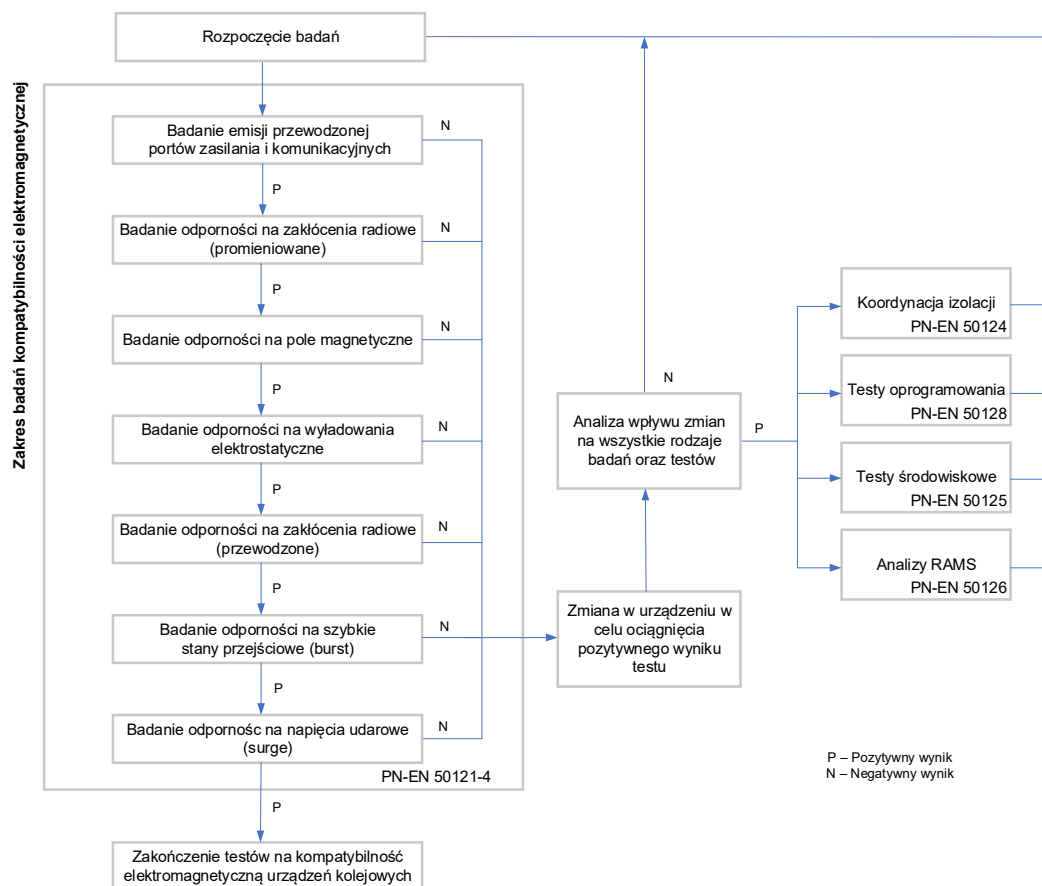 Rozpoczęcie badań
Zakres badań kompatybilności elektromagnetycznej
Badanie emisji przewodzonej
portów zasilania i komunikacyjnych
N
P
Badanie odporności na zakłócenia radiowe
(promieniowane)
N
P
Badanie odporności na pole magnetyczne
N
P
Badanie odporności na wyładowania
elektrostatyczne
N
P
Badanie odporności na zakłócenia radiowe
(przewodzone)
N
P
Badanie odporności na szybkie
stany przejściowe (burst)
N
P
Badanie odpornośc na napięcia udarowe
(surge)
N
PN-EN 50121-4
P
Zakończenie testów na kompatybilność
elektromagnetyczną urządzeń kolejowych
Zmiana w urządzeniu w
celu ociągnięcia
pozytywnego wyniku
testu
Analiza wpływu zmian
na wszystkie rodzaje
badań oraz testów
N
P
Koordynacja izolacji
PN-EN 50124
Testy oprogramowania
PN-EN 50128
Testy środowiskowe
PN-EN 50125
Analizy RAMS
PN-EN 50126
P – Pozytywny wynik
N – Negatywny wynik